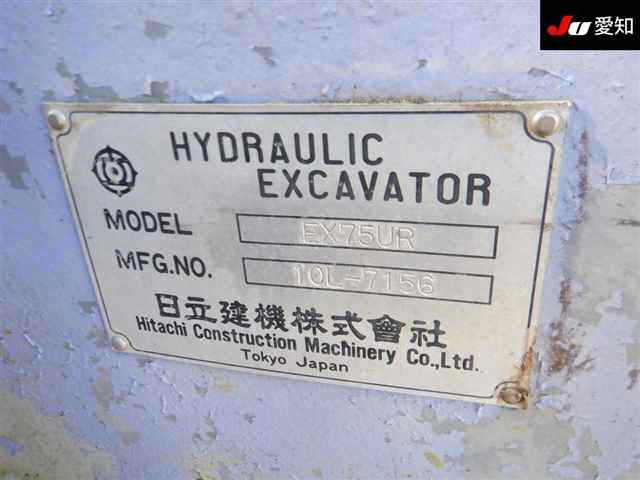 JU 愛知
HYDRAULIC
EXCAVATOR
MODEL EX75UR
MFG.NO. 10L-7156
日立建機株式會社
Hitachi Construction Machinery Co.,Ltd.
Tokyo Japan